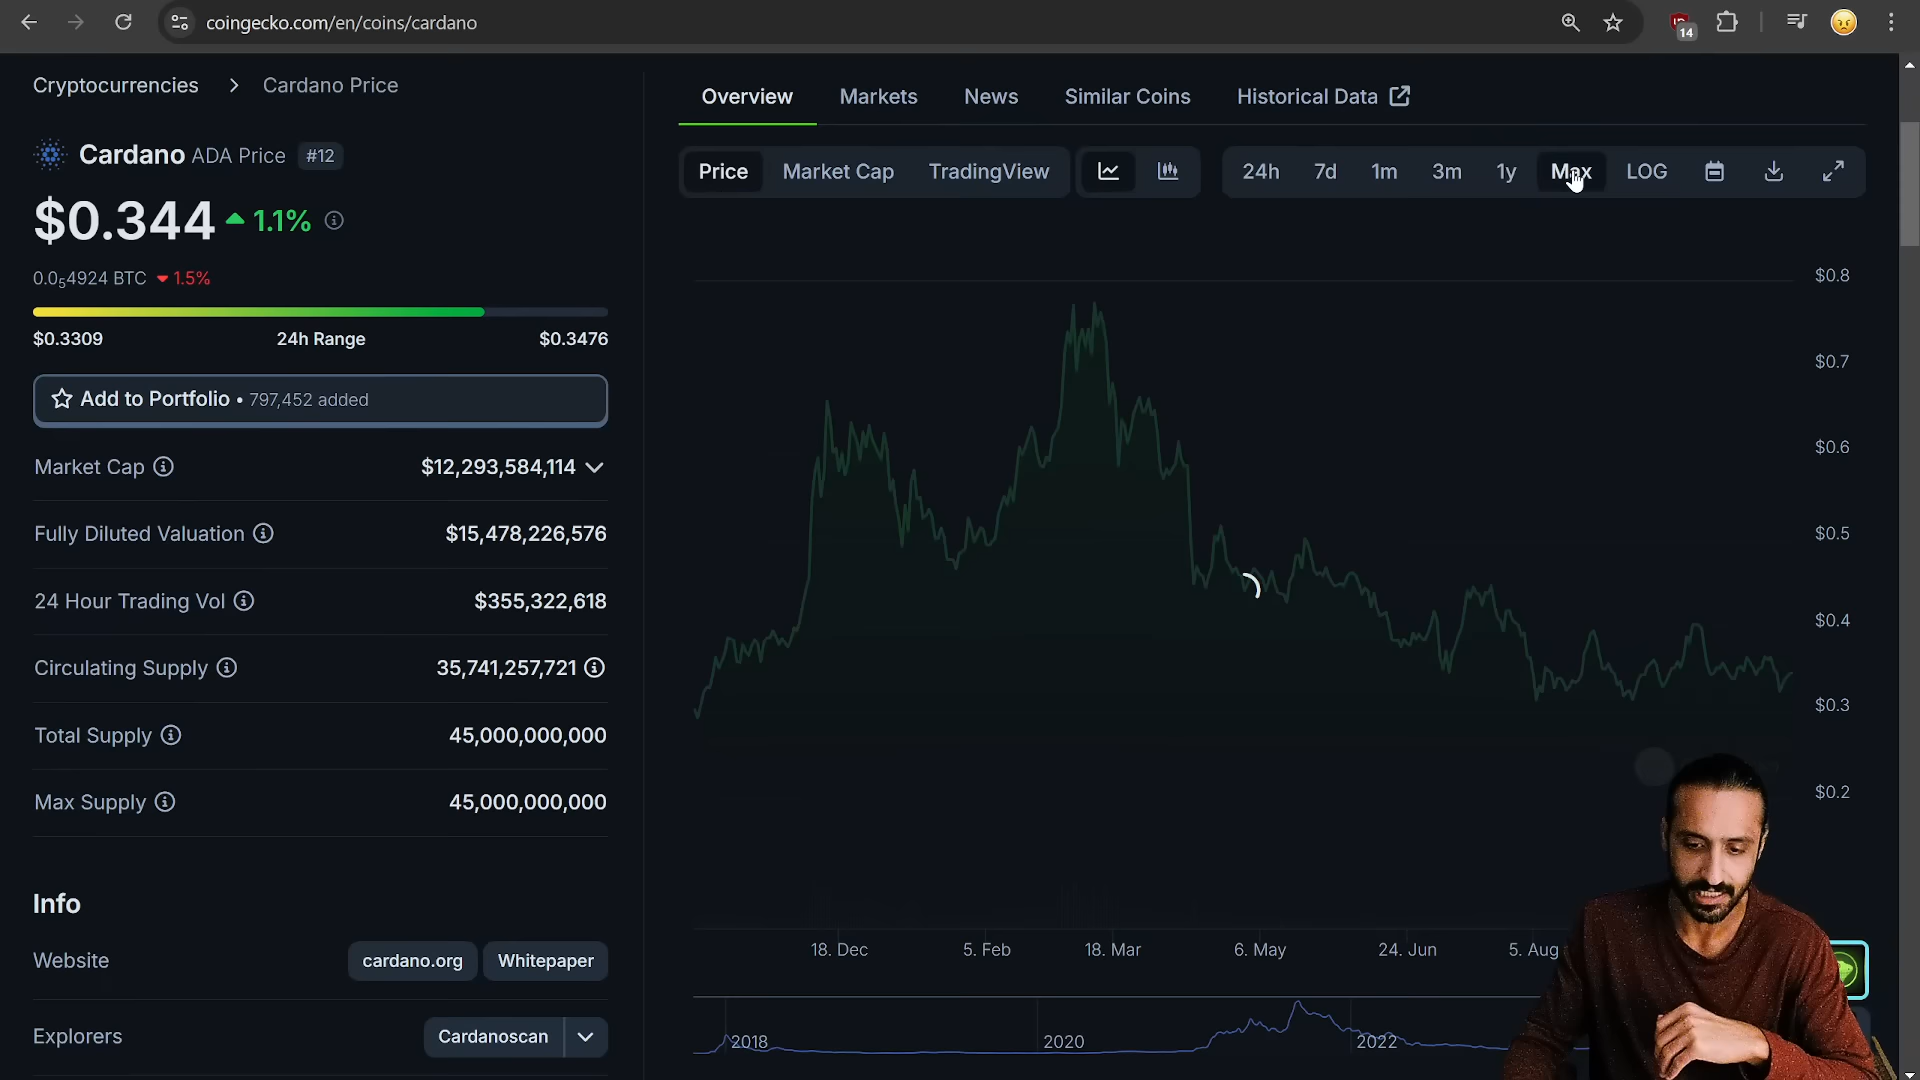 coingecko.com/en/coins/cardano
14
Cryptocurrencies > Cardano Price
Cardano ADA Price #12
$0.344 1.1%
0.0₅4924 BTC 1.5%
$0.3309 24h Range $0.3476
Add to Portfolio • 797,452 added
Market Cap $12,293,584,114
Fully Diluted Valuation $15,478,226,576
24 Hour Trading Vol $355,322,618
Circulating Supply 35,741,257,721
Total Supply 45,000,000,000
Max Supply 45,000,000,000
Info
Website cardano.org Whitepaper
Explorers Cardanoscan
Overview Markets News Similar Coins Historical Data
Price Market Cap TradingView 24h 7d 1m 3m 1y Max LOG
$0.8
$0.7
$0.6
$0.5
$0.4
$0.3
$0.2
18. Dec 5. Feb 18. Mar 6. May 24. Jun 5. Aug
2018 2020 2022